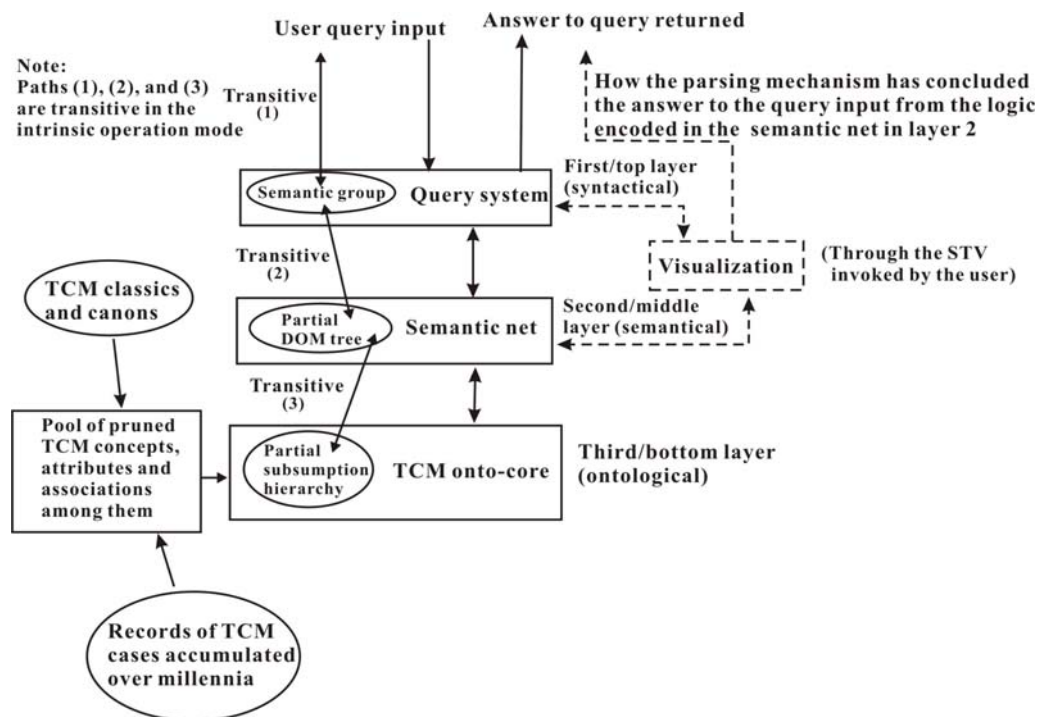 User query input
Answer to query returned
Note:
Paths (1), (2), and (3)
are transitive in the
intrinsic operation mode
Transitive
(1)
How the parsing mechanism has concluded
the answer to the query input from the logic
encoded in the semantic net in layer 2
First/top layer
(syntactical)
Semantic group
Query system
Transitive
(2)
Visualization
(Through the STV
invoked by the user)
TCM classics
and canons
Partial
DOM tree
Semantic net
Second/middle
layer (semantical)
Transitive
(3)
Pool of pruned
TCM concepts,
attributes and
associations
among them
Partial
subsumption
hierarchy
TCM onto-core
Third/bottom layer
(ontological)
Records of TCM
cases accumulated
over millennia